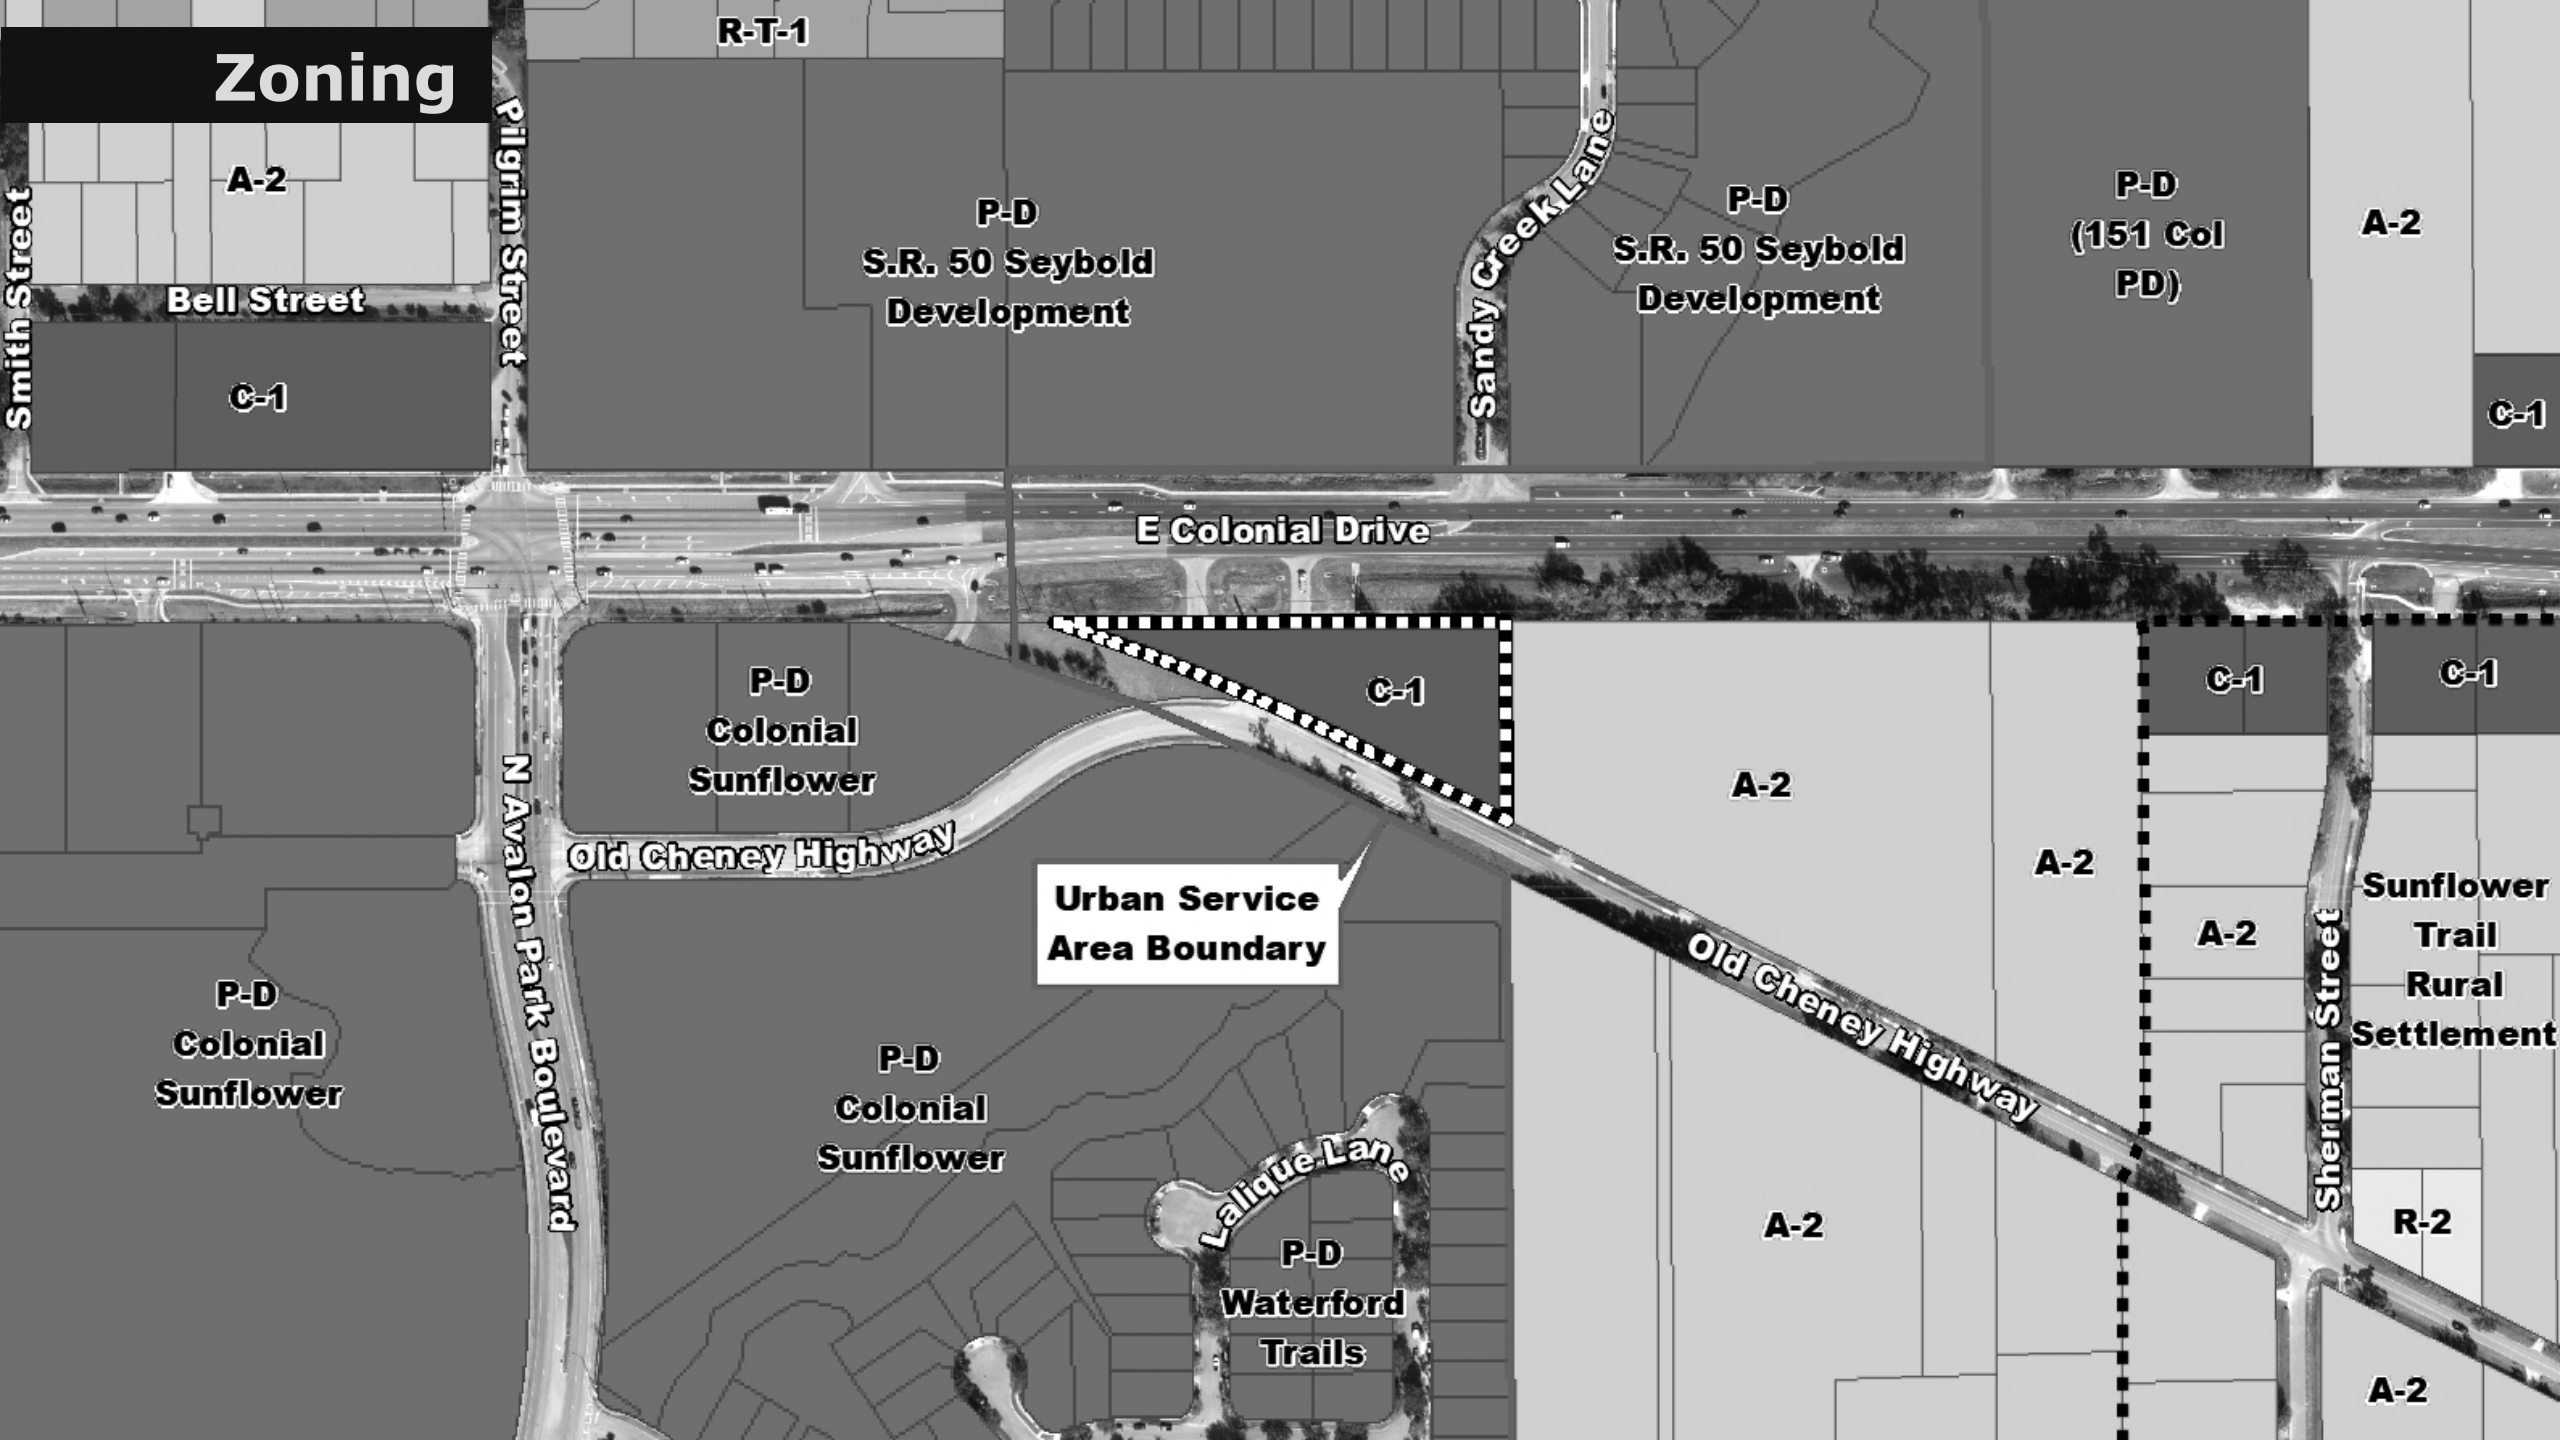 R-T-1
Zoning
Pilgrim Street
A-2
Smith Street
Bell Street
C-1
P-D
S.R. 50 Seybold
Development
Sandy Creek Lane
P-D
S.R. 50 Seybold
Development
P-D
(151 Col
PD)
A-2
C-1
E Colonial Drive
P-D
Colonial
Sunflower
C-1
A-2
A-2
C-1
C-1
N Avalon Park Boulevard
Old Cheney Highway
Urban Service
Area Boundary
Old Cheney Highway
A-2
Sherman Street
Sunflower
Trail
Rural
Settlement
P-D
Colonial
Sunflower
P-D
Colonial
Sunflower
Lalique Lane
P-D
Waterford
Trails
A-2
R-2
A-2